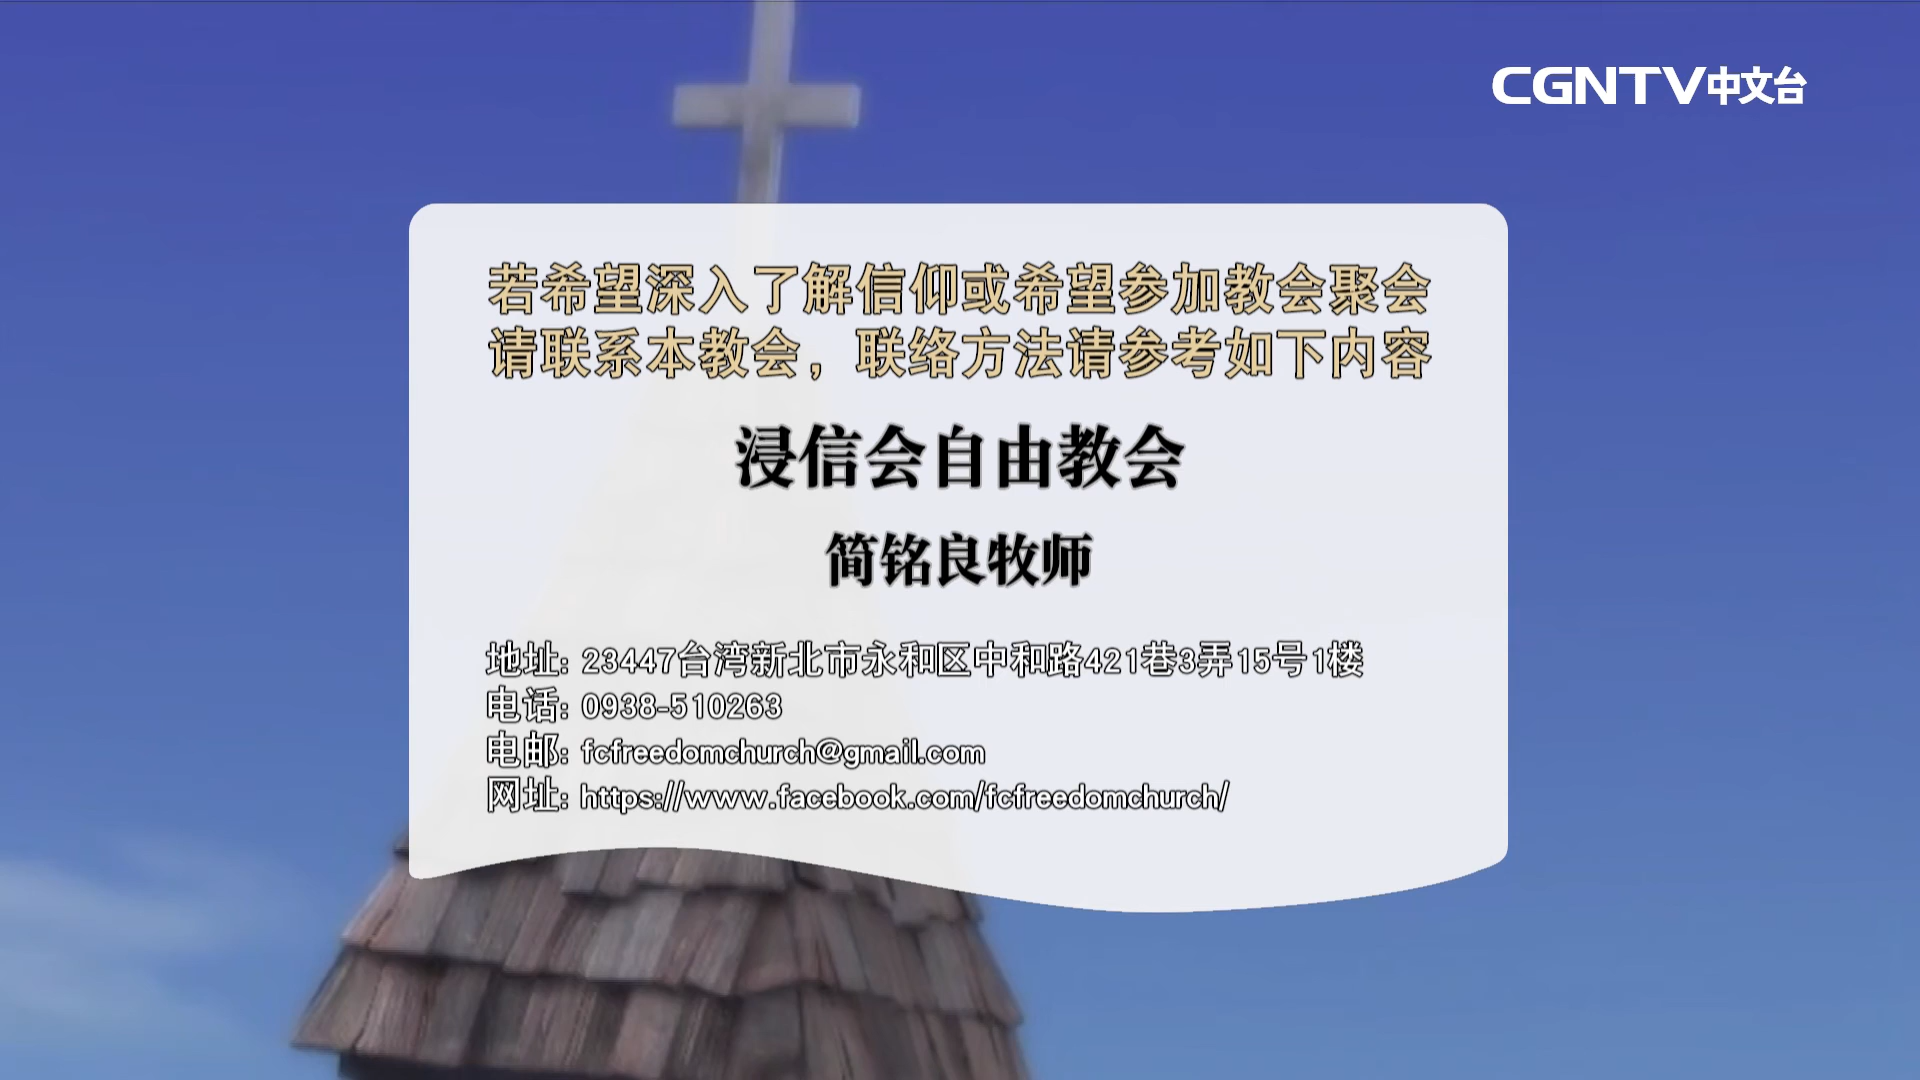 CGNTV中文台
若希望深入了解信仰或希望参加教会聚会
请联系本教会，联络方法请参考如下内容
浸信会自由教会
简铭良牧师
地址: 23447台湾新北市永和区中和路421巷3弄15号1楼
电话: 0938-510263
电邮: fcfreedomchurch@gmail.com
网址: https://www.facebook.com/fcfreedomchurch/